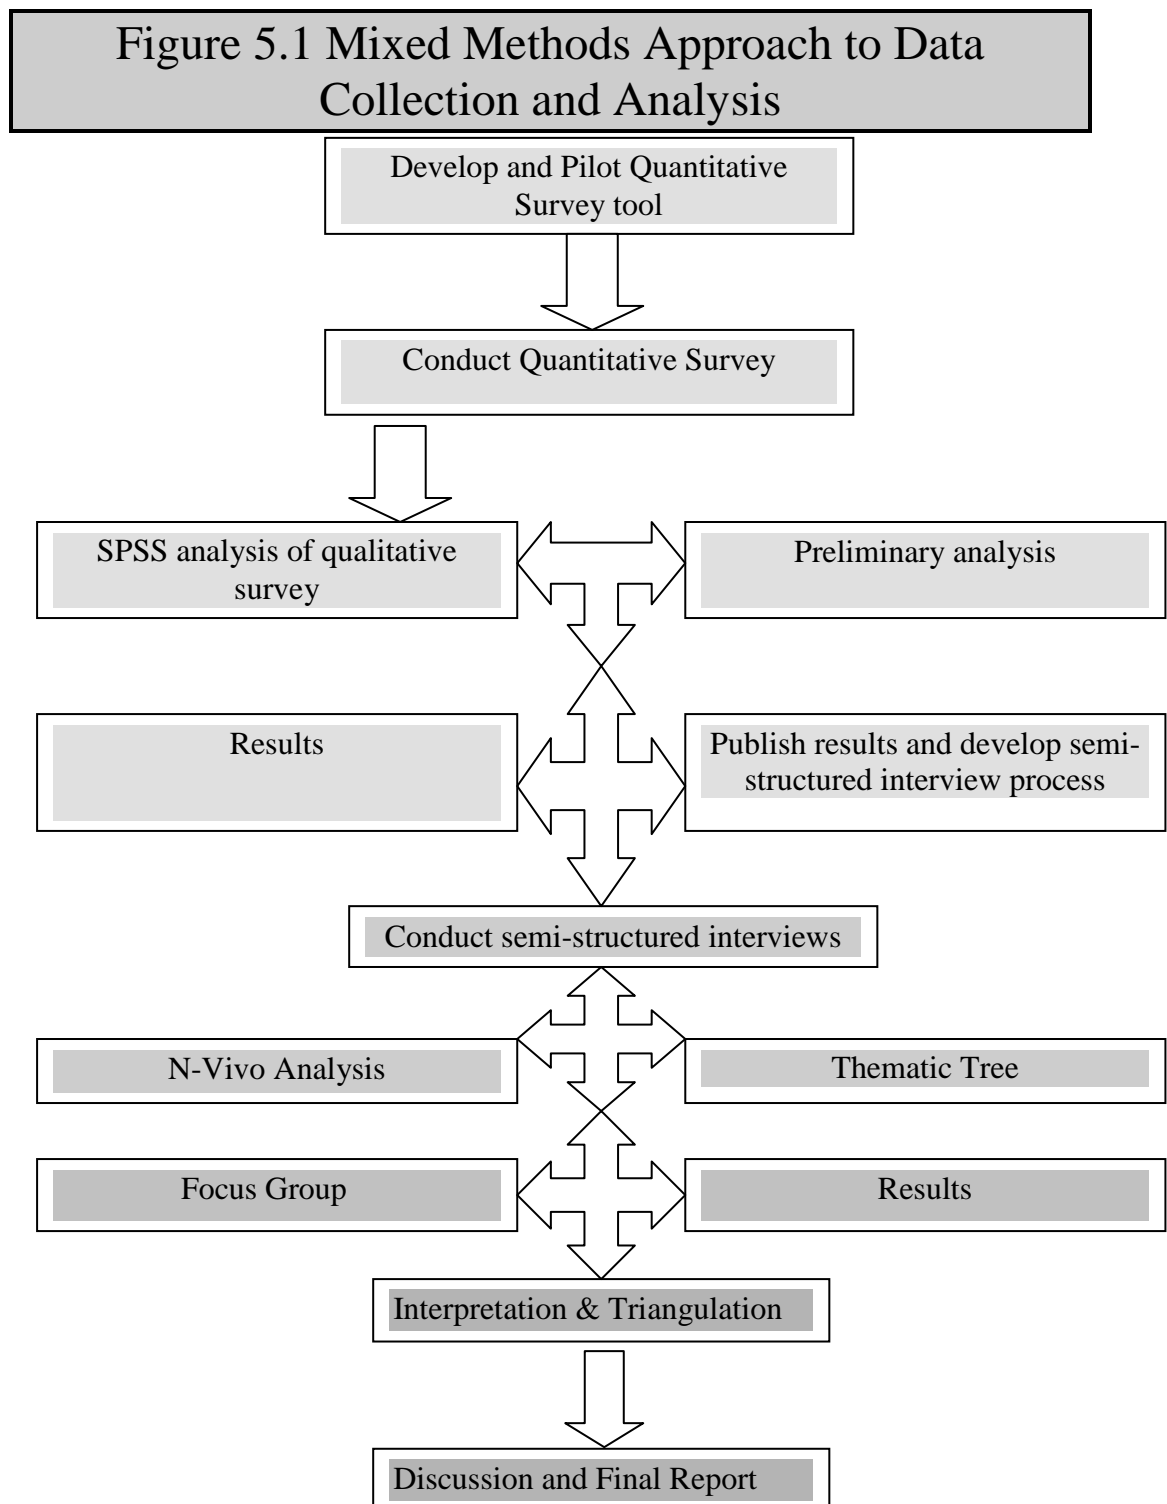 Figure 5.1 Mixed Methods Approach to Data
Collection and Analysis
Develop and Pilot Quantitative
Survey tool
Conduct Quantitative Survey
SPSS analysis of qualitative
survey
Preliminary analysis
Results
Publish results and develop semi-
structured interview process
Conduct semi-structured interviews
N-Vivo Analysis
Thematic Tree
Focus Group
Results
Interpretation & Triangulation
Discussion and Final Report